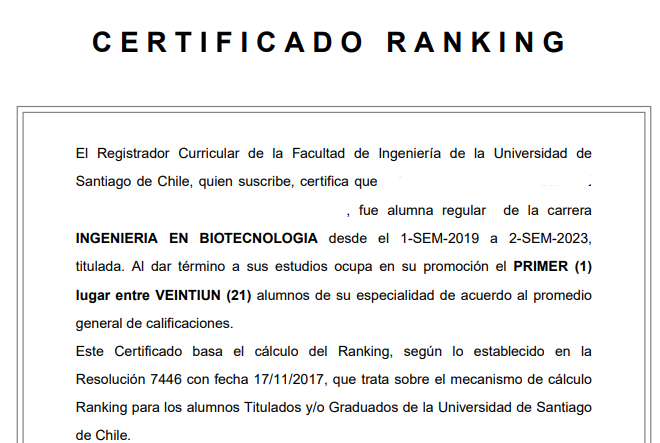 CERTIFICADO RANKING
El Registrador Curricular de la Facultad de Ingeniería de la Universidad de
Santiago de Chile, quien suscribe, certifica que
, fue alumna regular de la carrera
INGENIERIA EN BIOTECNOLOGIA desde el 1-SEM-2019 a 2-SEM-2023,
titulada. Al dar término a sus estudios ocupa en su promoción el PRIMER (1)
lugar entre VEINTIUN (21) alumnos de su especialidad de acuerdo al promedio
general de calificaciones.
Este Certificado basa el cálculo del Ranking, según lo establecido en la
Resolución 7446 con fecha 17/11/2017, que trata sobre el mecanismo de cálculo
Ranking para los alumnos Titulados y/o Graduados de la Universidad de Santiago
de Chile.